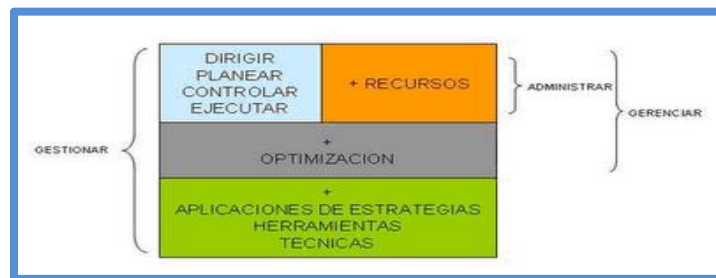 DIRIGIR
PLANEAR
CONTROLAR
EJECUTAR
+ RECURSOS
ADMINISTRAR
GERENCIAR
GESTIONAR
+
OPTIMIZACION
+
APLICACIONES DE ESTRATEGIAS
HERRAMIENTAS
TECNICAS